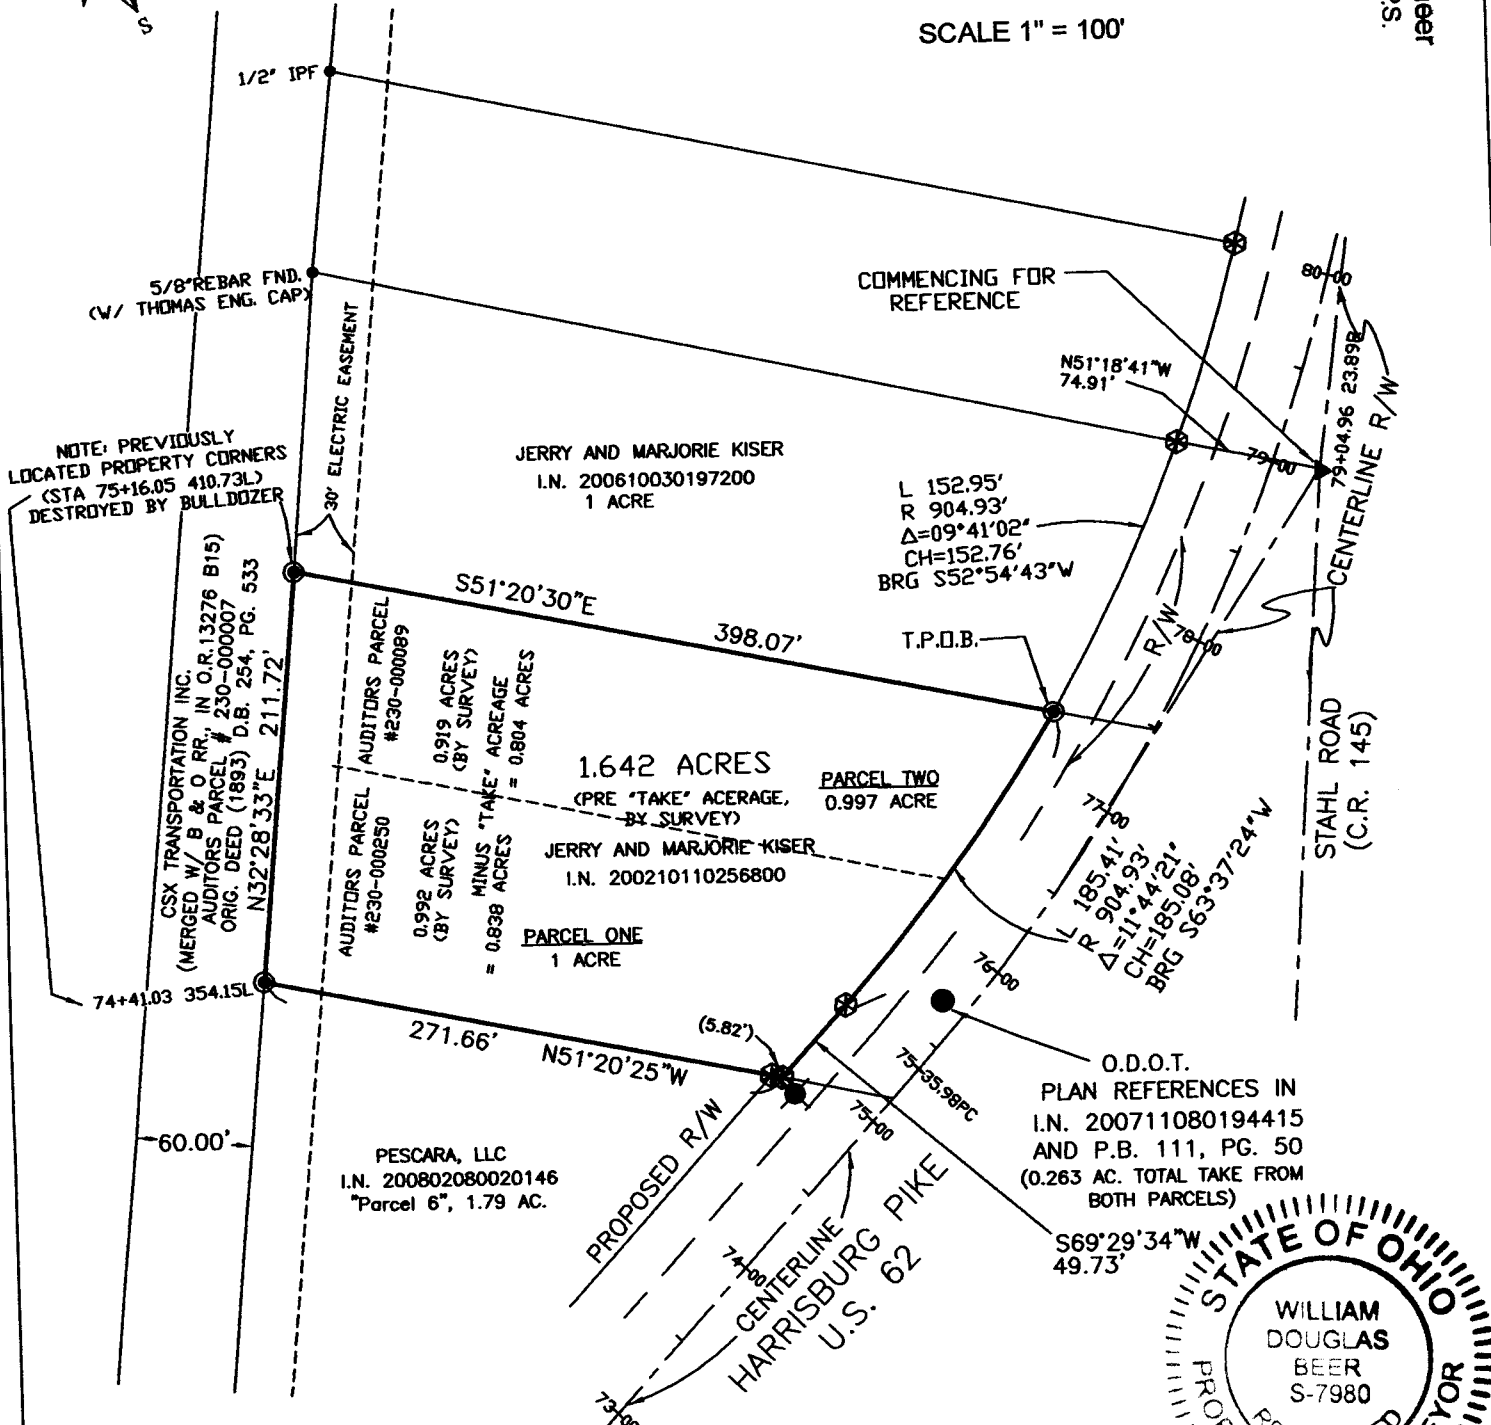 S
SCALE 1" = 100'
eer
P.S.
1/2" IPF
5/8"REBAR FND.
(W/ THOMAS ENG. CAP)
30' ELECTRIC EASEMENT
COMMENCING FOR
REFERENCE
80+00
N51°18'41"W
74.91'
79+00
79+04.96 23.89R
CENTERLINE R/W
NOTE: PREVIOUSLY
LOCATED PROPERTY CORNERS
(STA 75+16.05 410.73L)
DESTROYED BY BULLDOZER
JERRY AND MARJORIE KISER
I.N. 200610030197200
1 ACRE
L 152.95'
R 904.93'
Δ=09°41'02"
CH=152.76'
BRG S52°54'43"W
S51°20'30"E
398.07'
T.P.O.B.
R/W
78+00
STAHL ROAD
(C.R. 145)
CSX TRANSPORTATION INC.
(MERGED W/ B & O RR., IN O.R.13276 B15)
AUDITORS PARCEL # 230-000007
ORIG. DEED (1893) D.B. 254, PG. 533
N32°28'33"E 211.72'
AUDITORS PARCEL
#230-000089
0.919 ACRES
(BY SURVEY)
MINUS "TAKE" ACREAGE
= 0.804 ACRES
AUDITORS PARCEL
#230-000250
0.992 ACRES
(BY SURVEY)
= 0.838 ACRES
1.642 ACRES
(PRE "TAKE" ACERAGE,
BY SURVEY)
PARCEL TWO
0.997 ACRE
JERRY AND MARJORIE KISER
I.N. 200210110256800
PARCEL ONE
1 ACRE
77+00
L 185.41'
R 904.93'
Δ=11°44'21"
CH=185.08'
BRG S63°37'24"W
76+00
74+41.03 354.15L
271.66'
N51°20'25"W
(5.82')
75+35.98PC
75+00
O.D.O.T.
PLAN REFERENCES IN
I.N. 200711080194415
AND P.B. 111, PG. 50
(0.263 AC. TOTAL TAKE FROM
BOTH PARCELS)
60.00'
PESCARA, LLC
I.N. 200802080020146
"Parcel 6", 1.79 AC.
PROPOSED R/W
S69°29'34"W
49.73'
74+00
CENTERLINE
HARRISBURG PIKE
U.S. 62
73+00
STATE OF OHIO
WILLIAM
DOUGLAS
BEER
S-7980